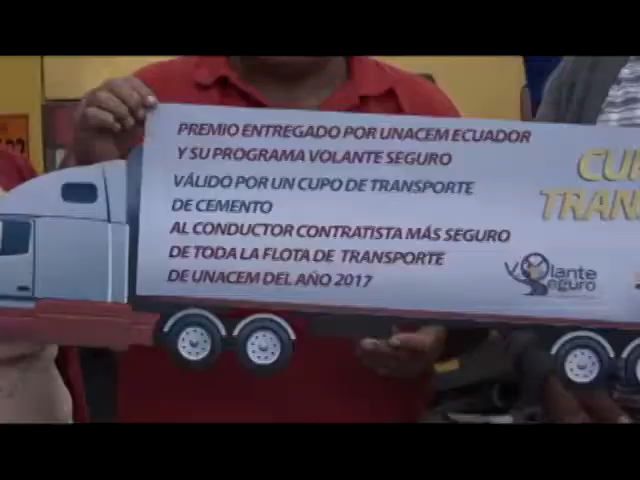 PREMIO ENTREGADO POR UNACEM ECUADOR
Y SU PROGRAMA VOLANTE SEGURO
VÁLIDO POR UN CUPO DE TRANSPORTE
DE CEMENTO
AL CONDUCTOR CONTRATISTA MÁS SEGURO
DE TODA LA FLOTA DE TRANSPORTE
DE UNACEM DEL AÑO 2017
Volante
Seguro